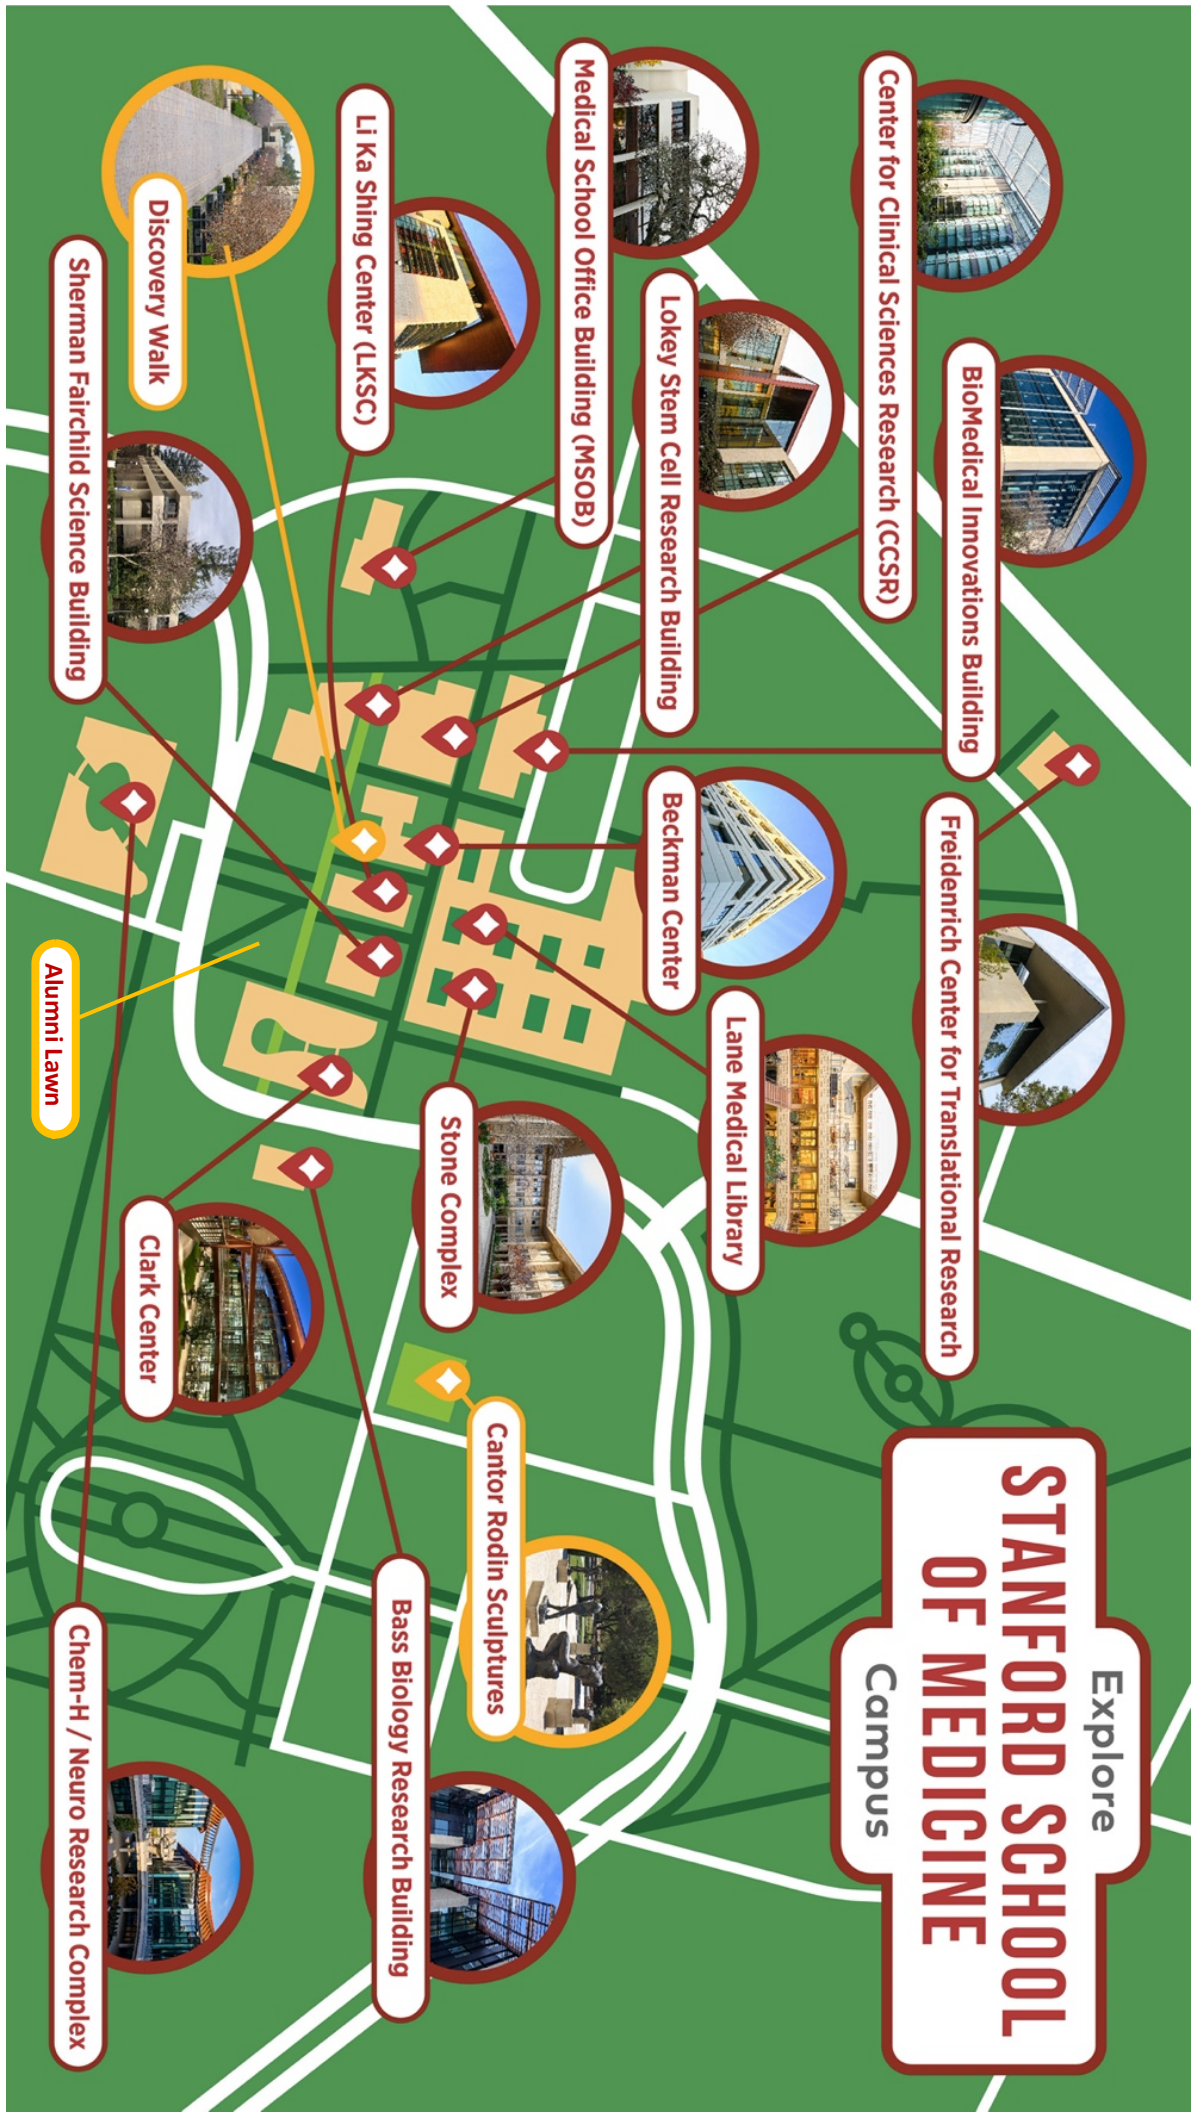 Explore
STANFORD SCHOOL
OF MEDICINE
Campus
Center for Clinical Sciences Research (CCSR)
BioMedical Innovations Building
Freidenrich Center for Translational Research
Medical School Office Building (MSOB)
Lokey Stem Cell Research Building
Beckman Center
Lane Medical Library
Li Ka Shing Center (LKSC)
Stone Complex
Cantor Rodin Sculptures
Bass Biology Research Building
Discovery Walk
Clark Center
Sherman Fairchild Science Building
Alumni Lawn
Chem-H / Neuro Research Complex